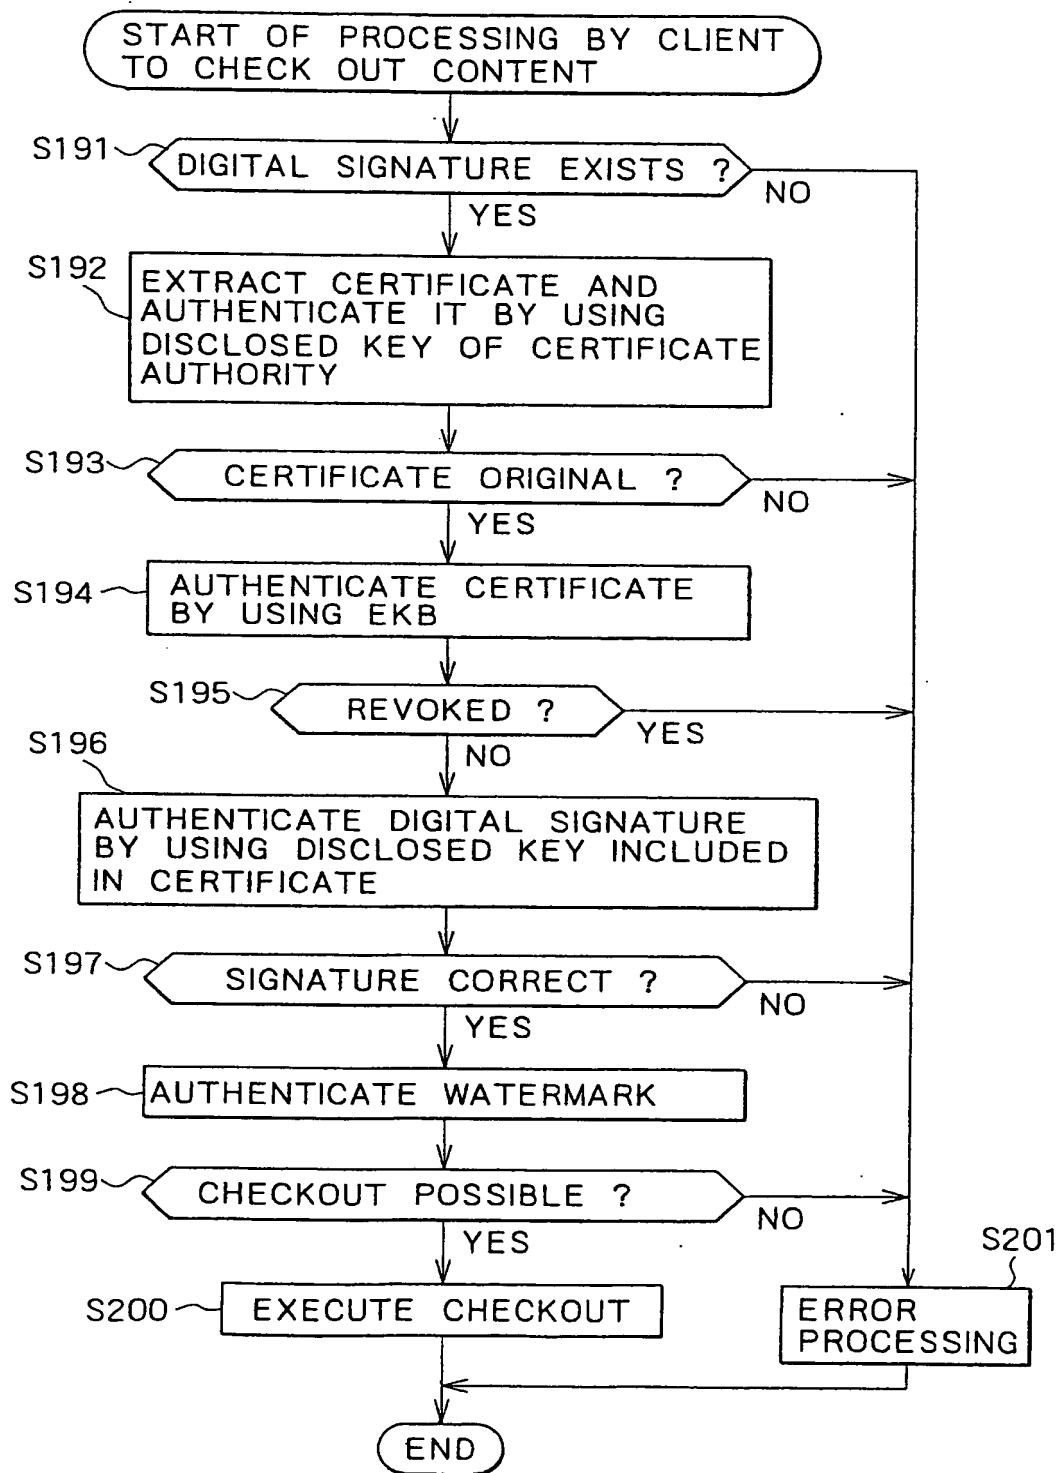 START OF PROCESSING BY CLIENT
TO CHECK OUT CONTENT
S191
DIGITAL SIGNATURE EXISTS ?
NO
YES
S192
EXTRACT CERTIFICATE AND
AUTHENTICATE IT BY USING
DISCLOSED KEY OF CERTIFICATE
AUTHORITY
S193
CERTIFICATE ORIGINAL ?
NO
YES
S194
AUTHENTICATE CERTIFICATE
BY USING EKB
S195
REVOKED ?
YES
NO
S196
AUTHENTICATE DIGITAL SIGNATURE
BY USING DISCLOSED KEY INCLUDED
IN CERTIFICATE
S197
SIGNATURE CORRECT ?
NO
YES
S198
AUTHENTICATE WATERMARK
S199
CHECKOUT POSSIBLE ?
NO
YES
S200
EXECUTE CHECKOUT
S201
ERROR
PROCESSING
END